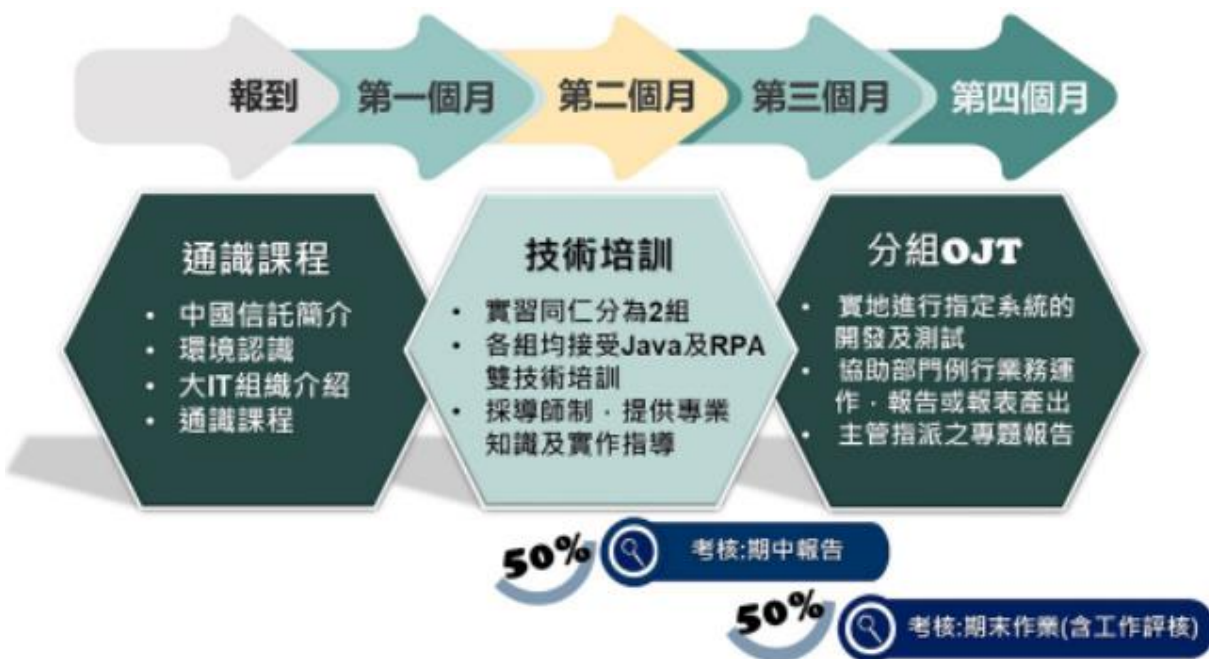 報到
第一個月
第二個月
第三個月
第四個月
通識課程
• 中國信託簡介
• 環境認識
• 大IT組織介紹
• 通識課程
技術培訓
• 實習同仁分為2組
• 各組均接受Java及RPA
雙技術培訓
• 採導師制,提供專業
知識及實作指導
分組OJT
• 實地進行指定系統的
開發及測試
• 協助部門例行業務運
作,報告或報表產出
• 主管指派之專題報告
50%
考核:期中報告
50%
考核:期末作業(含工作評核)